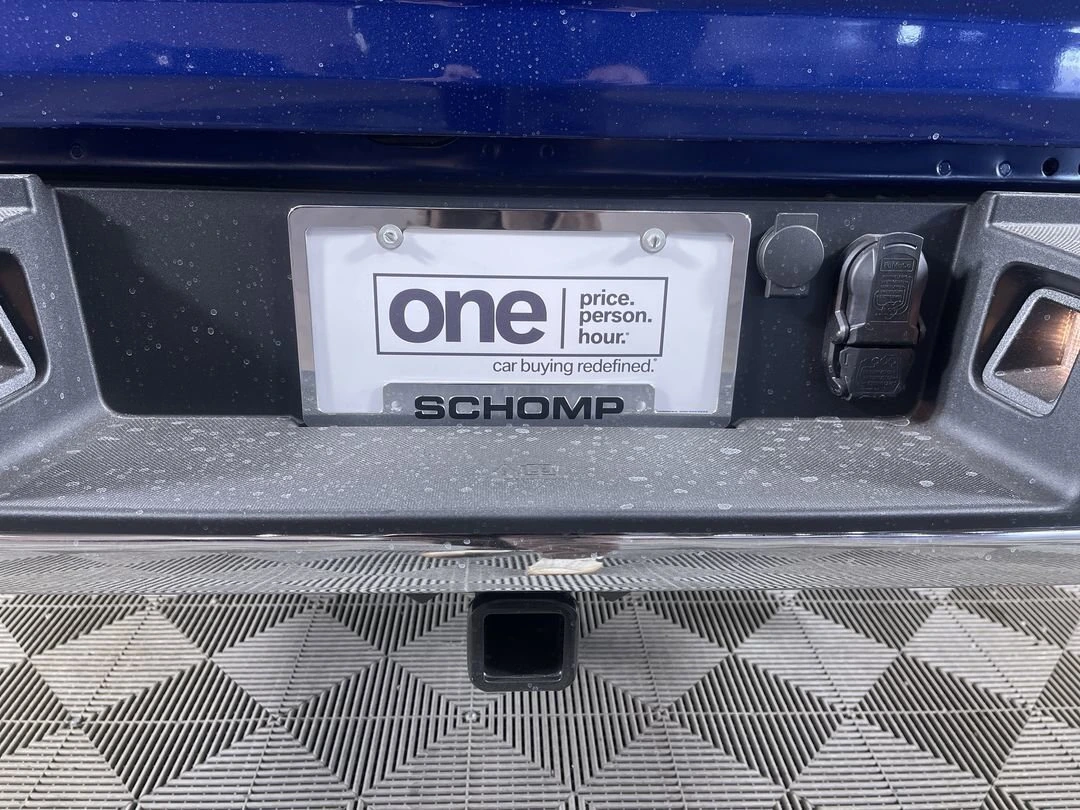 one
price.
person.
hour.®
car buying redefined.®
SCHOMP